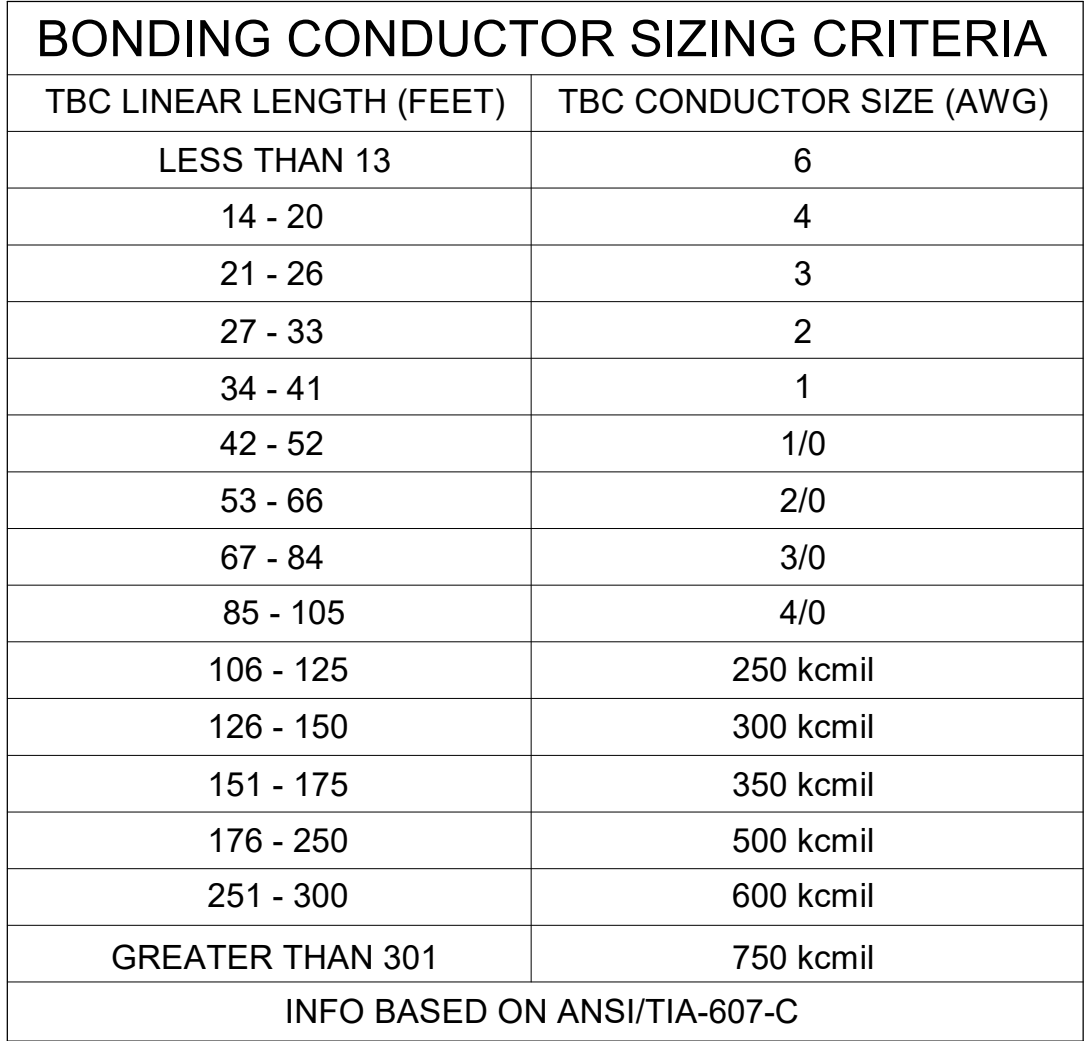 BONDING CONDUCTOR SIZING CRITERIA
TBC LINEAR LENGTH (FEET) TBC CONDUCTOR SIZE (AWG)
LESS THAN 13 6
14 - 20 4
21 - 26 3
27 - 33 2
34 - 41 1
42 - 52 1/0
53 - 66 2/0
67 - 84 3/0
85 - 105 4/0
106 - 125 250 kcmil
126 - 150 300 kcmil
151 - 175 350 kcmil
176 - 250 500 kcmil
251 - 300 600 kcmil
GREATER THAN 301 750 kcmil
INFO BASED ON ANSI/TIA-607-C